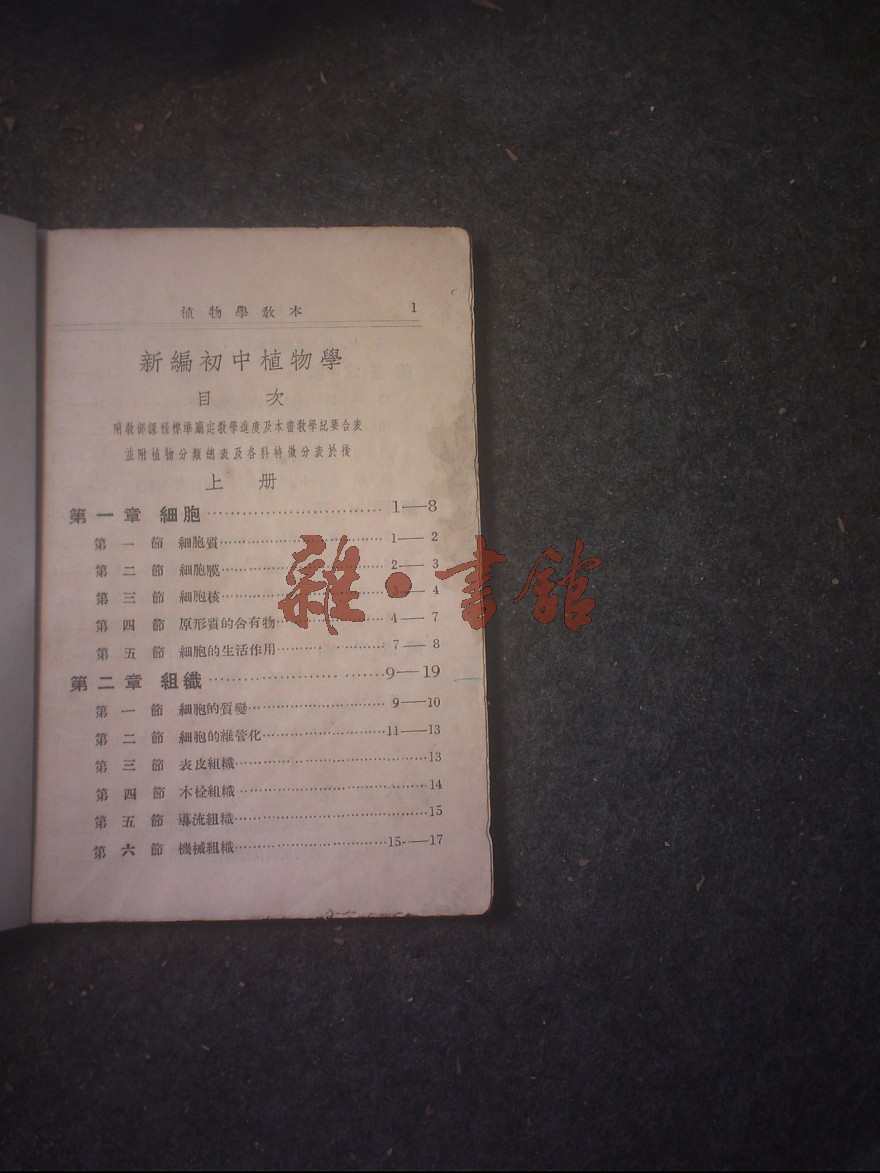 植物學教本 1
新編初中植物學
目 次
附教部課程標準釐定教學進度及本書教學紀要合表
並附植物分類總表及各科特徵分表於後
上 册
第一章 細胞……………………………1—8
第 一 節 細胞質……………………………1—2
第 二 節 細胞膜……………………………2—3
第 三 節 細胞核……………………………3—4
第 四 節 原形質的含有物……………………4—7
第 五 節 細胞的生活作用……………………7—8
第二章 組織……………………………9—19
第 一 節 細胞的質變……………………………9—10
第 二 節 細胞的維管化……………………………11—13
第 三 節 表皮組織……………………………13
第 四 節 木栓組織……………………………14
第 五 節 導流組織……………………………15
第 六 節 機械組織……………………………15—17
雜·書館